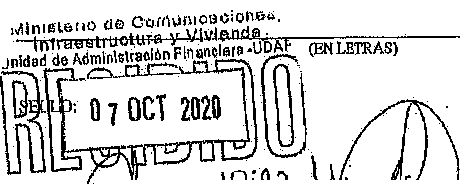 Ministerio de Comunicaciones,
Infraestructura y Vivienda
Unidad de Administración Financiera -UDAF (EN LETRAS)
SELLO:
07 OCT 2020
RECIBIDO